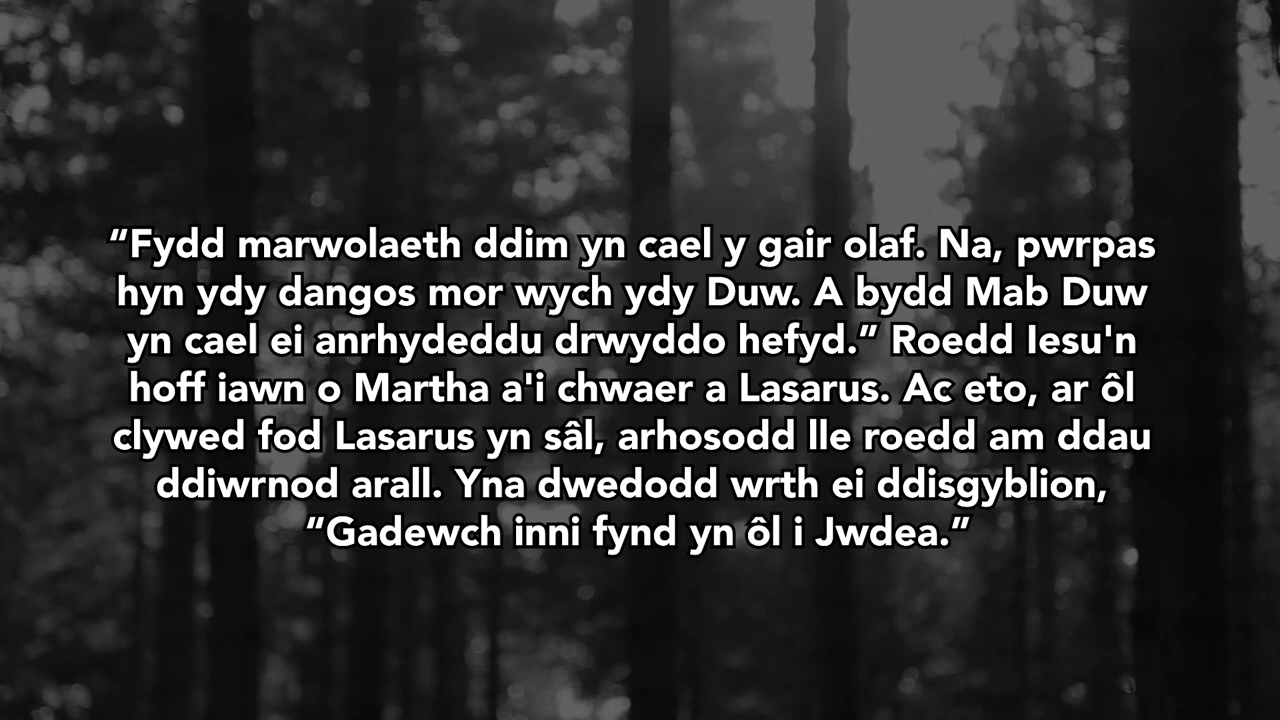 “Fydd marwolaeth ddim yn cael y gair olaf. Na, pwrpas
hyn ydy dangos mor wych ydy Duw. A bydd Mab Duw
yn cael ei anrhydeddu drwyddo hefyd.” Roedd Iesu'n
hoff iawn o Martha a'i chwaer a Lasarus. Ac eto, ar ôl
clywed fod Lasarus yn sâl, arhosodd lle roedd am ddau
ddiwrnod arall. Yna dwedodd wrth ei ddisgyblion,
“Gadewch inni fynd yn ôl i Jwdea.”